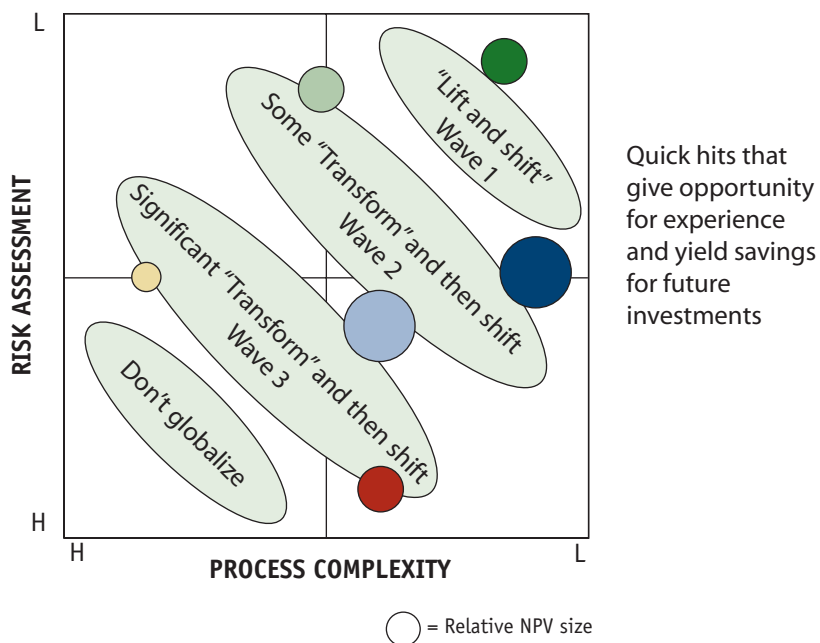 L
"Lift and shift"
Wave 1
Some "Transform" and then shift
Wave 2
Significant "Transform" and then shift
Wave 3
Don't globalize
RISK ASSESSMENT
H
H
L
PROCESS COMPLEXITY
Quick hits that
give opportunity
for experience
and yield savings
for future
investments
= Relative NPV size